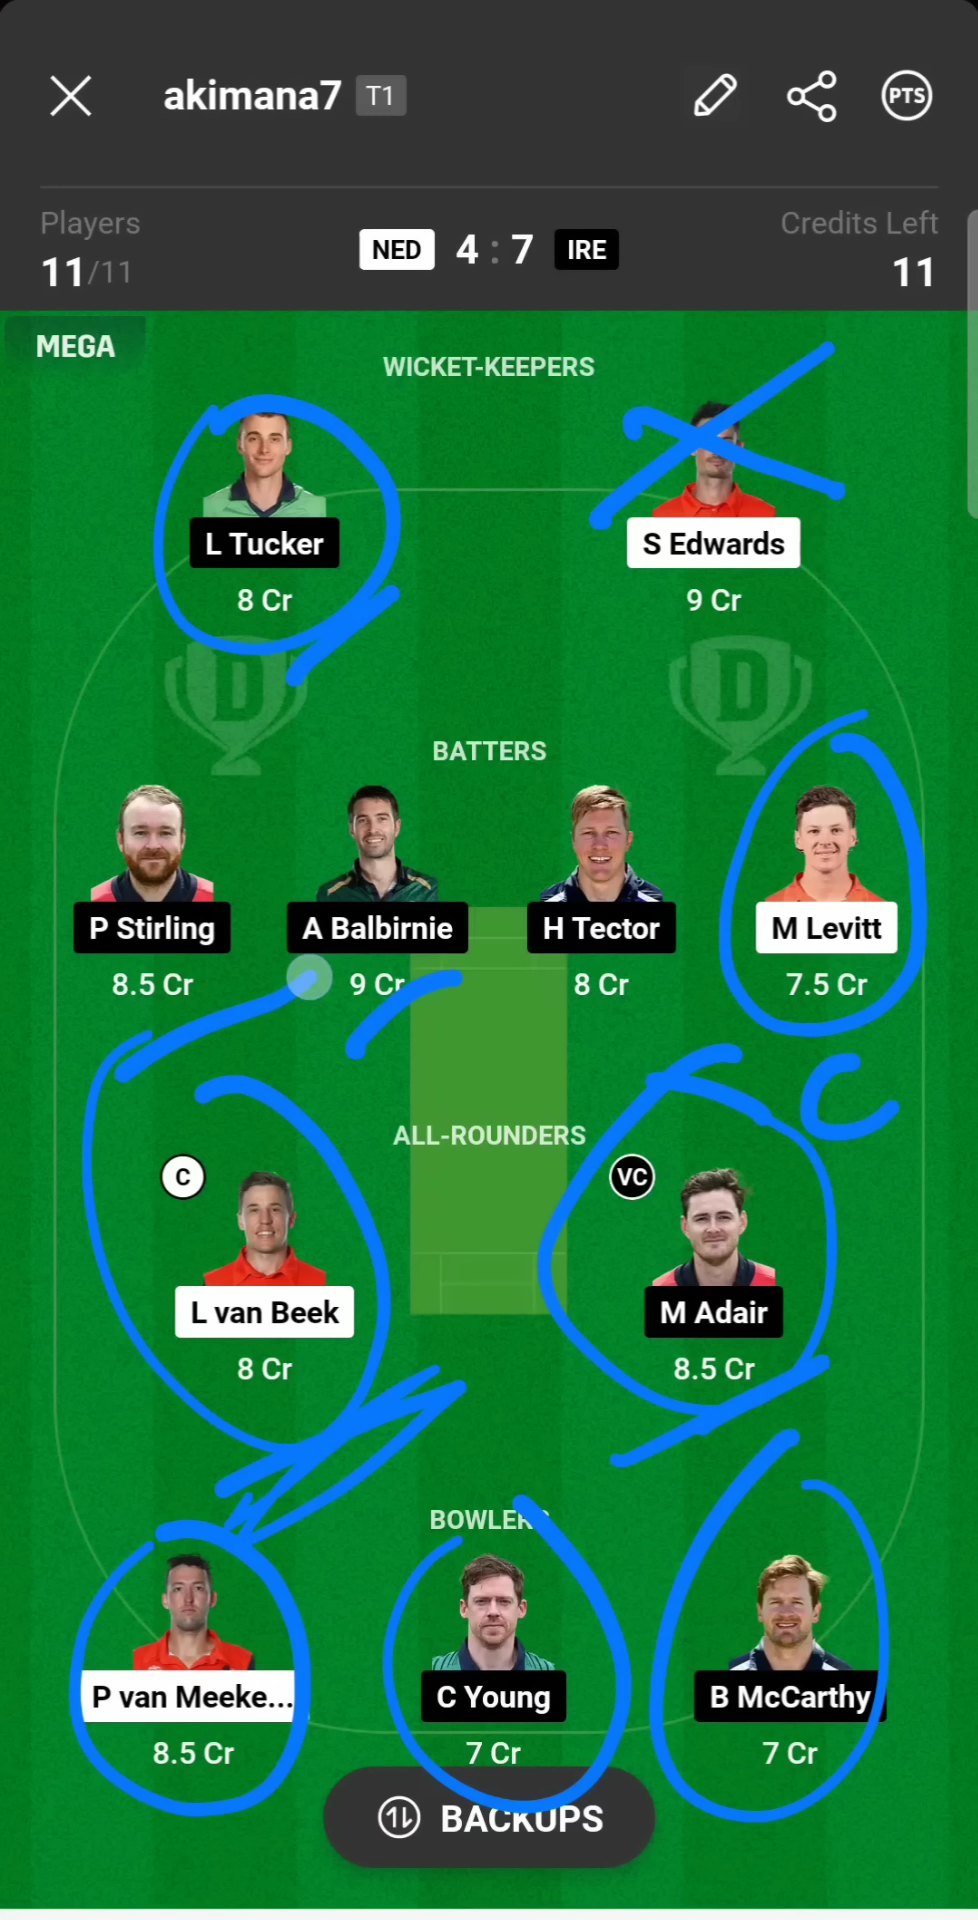 akimana7 T1 PTS
Players NED 4 : 7 IRE Credits Left
11/11 11
MEGA
WICKET-KEEPERS
L Tucker S Edwards
8 Cr 9 Cr
D D
BATTERS
P Stirling A Balbirnie H Tector M Levitt
8.5 Cr 9 Cr 8 Cr 7.5 Cr
C
ALL-ROUNDERS
C VC
L van Beek M Adair
8 Cr 8.5 Cr
BOWLERS
P van Meeke... C Young B McCarthy
8.5 Cr 7 Cr 7 Cr
BACKUPS